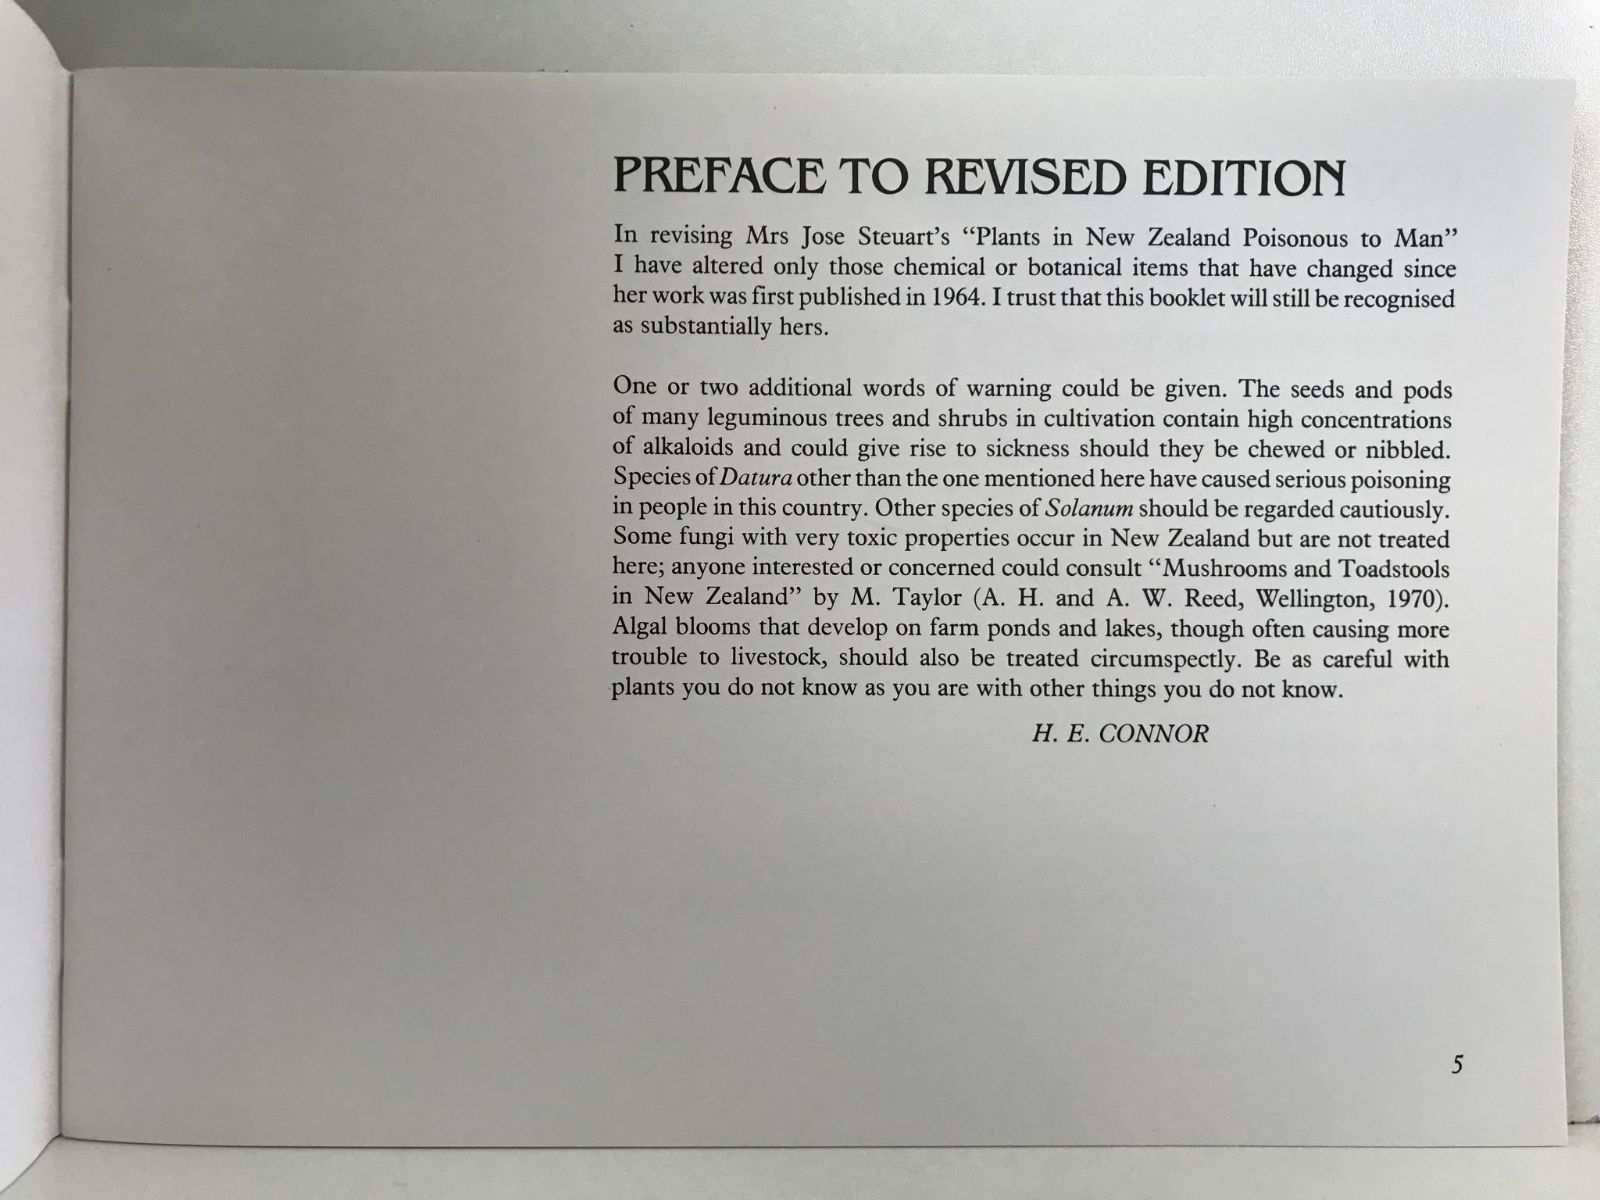 PREFACE TO REVISED EDITION
In revising Mrs Jose Steuart's “Plants in New Zealand Poisonous to Man”
I have altered only those chemical or botanical items that have changed since
her work was first published in 1964. I trust that this booklet will still be recognised
as substantially hers.
One or two additional words of warning could be given. The seeds and pods
of many leguminous trees and shrubs in cultivation contain high concentrations
of alkaloids and could give rise to sickness should they be chewed or nibbled.
Species of Datura other than the one mentioned here have caused serious poisoning
in people in this country. Other species of Solanum should be regarded cautiously.
Some fungi with very toxic properties occur in New Zealand but are not treated
here; anyone interested or concerned could consult “Mushrooms and Toadstools
in New Zealand” by M. Taylor (A. H. and A. W. Reed, Wellington, 1970).
Algal blooms that develop on farm ponds and lakes, though often causing more
trouble to livestock, should also be treated circumspectly. Be as careful with
plants you do not know as you are with other things you do not know.
H. E. CONNOR
5